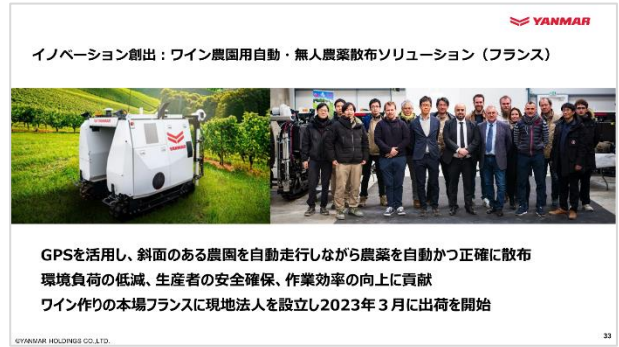 YANMAR
イノベーション創出：ワイン農園用自動・無人農薬散布ソリューション（フランス）
YANMAR
GPSを活用し、斜面のある農園を自動走行しながら農薬を自動かつ正確に散布
環境負荷の低減、生産者の安全確保、作業効率の向上に貢献
ワイン作りの本場フランスに現地法人を設立し2023年３月に出荷を開始
©YANMAR HOLDINGS CO.,LTD.
33